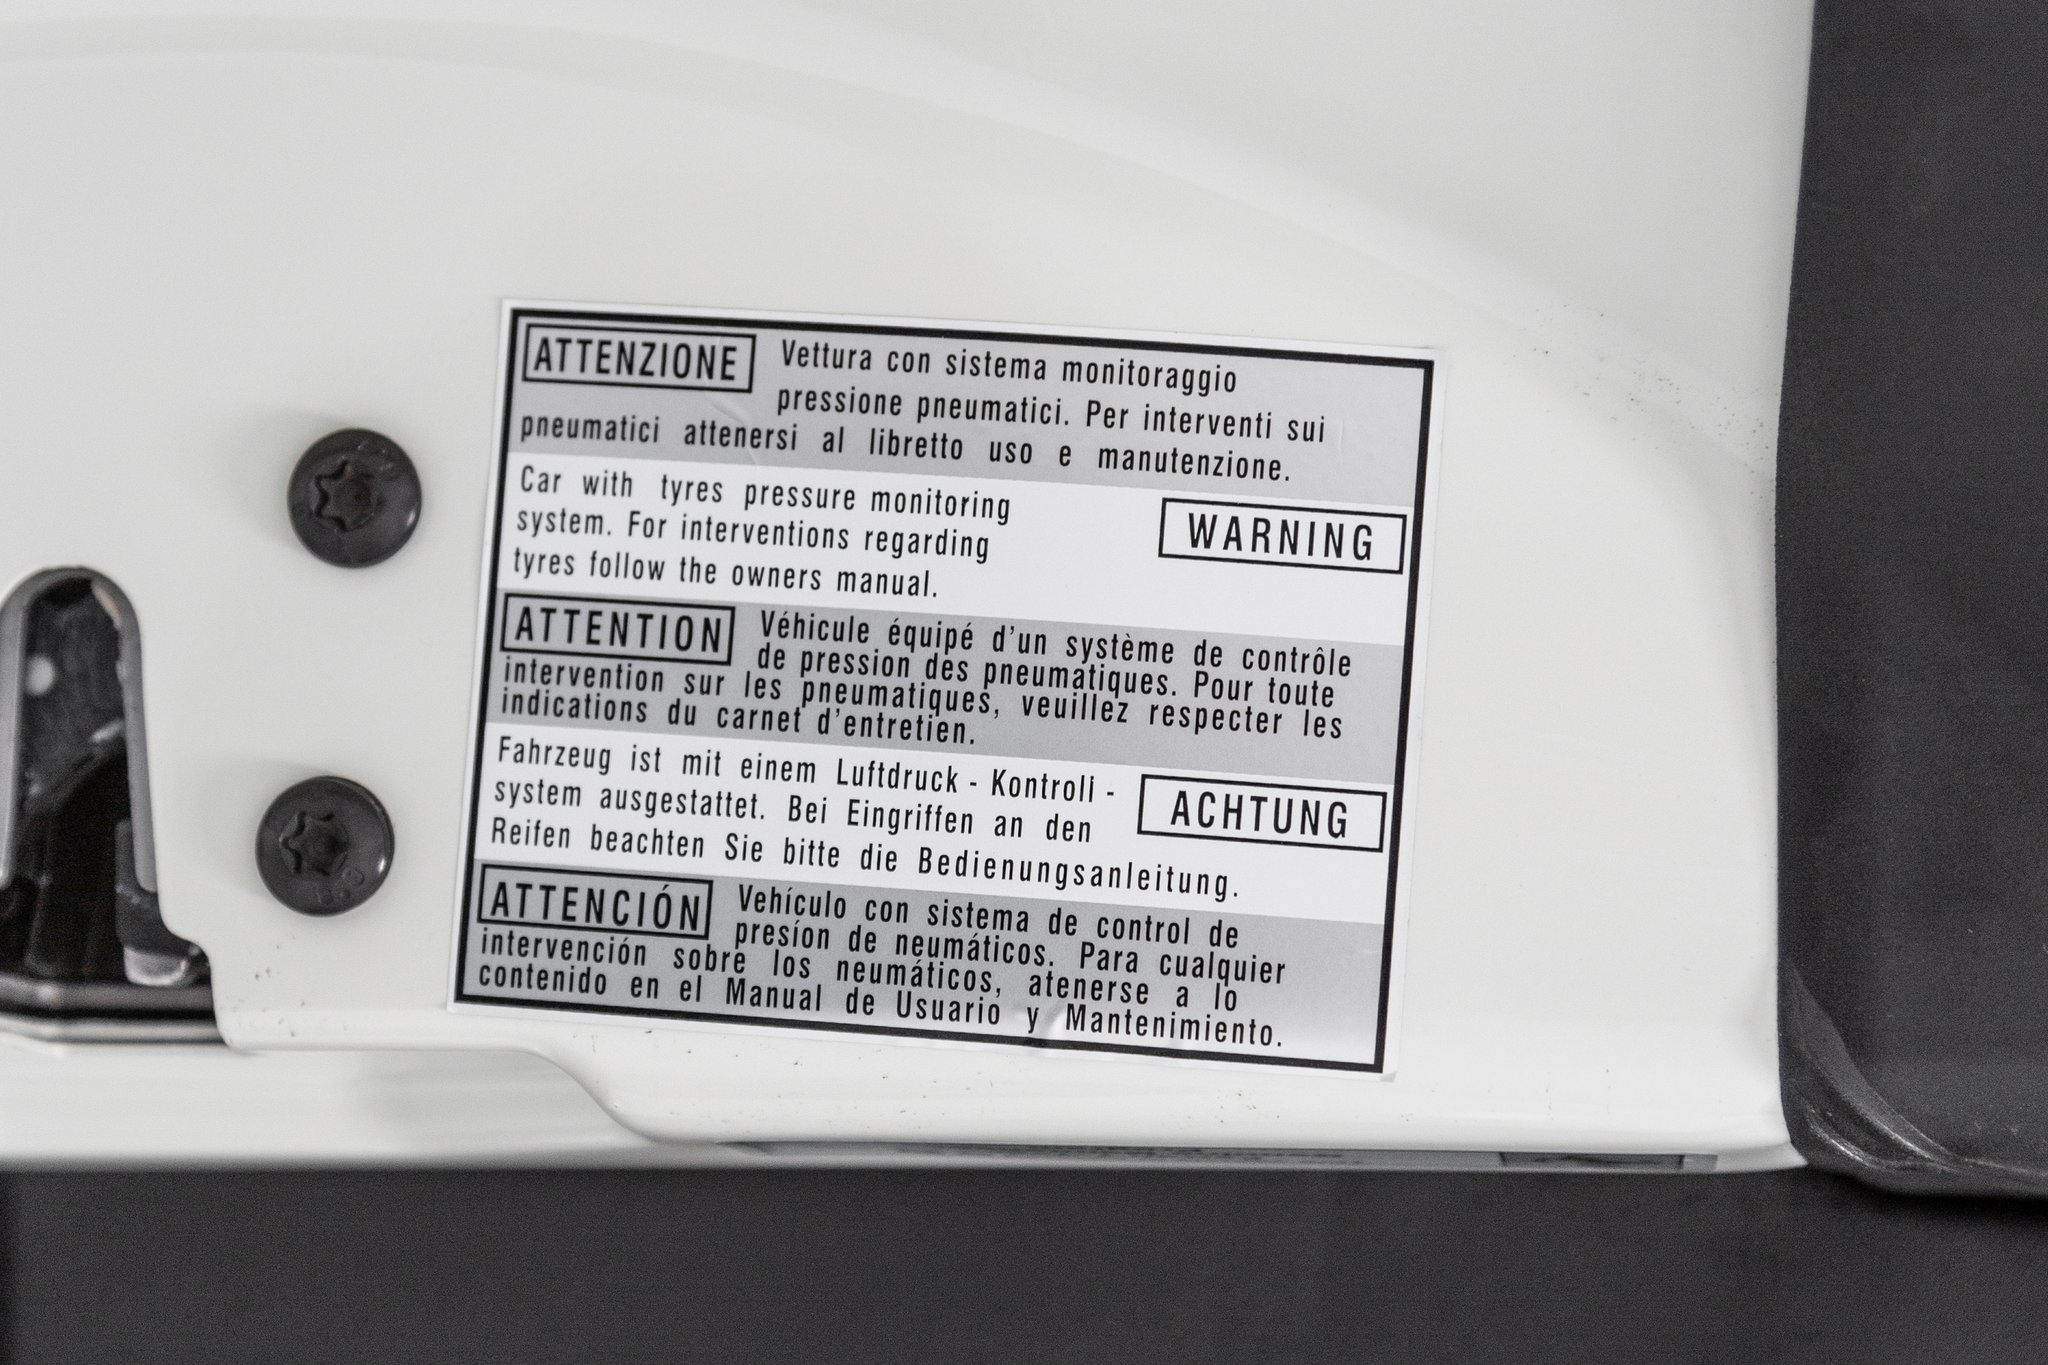 ATTENZIONE Vettura con sistema monitoraggio
pressione pneumatici. Per interventi sui
pneumatici attenersi al libretto uso e manutenzione.
Car with tyres pressure monitoring
system. For interventions regarding
tyres follow the owners manual.
WARNING
ATTENTION Véhicule équipé d'un système de contrôle
de pression des pneumatiques. Pour toute
intervention sur les pneumatiques, veuillez respecter les
indications du carnet d'entretien.
Fahrzeug ist mit einem Luftdruck - Kontroll -
system ausgestattet. Bei Eingriffen an den
Reifen beachten Sie bitte die Bedienungsanleitung.
ACHTUNG
ATTENCIÓN Vehículo con sistema de control de
presíon de neumáticos. Para cualquier
intervención sobre los neumáticos, atenerse a lo
contenido en el Manual de Usuario y Mantenimiento.